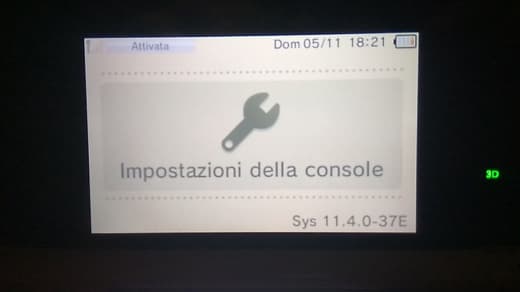 Attivata
Dom 05/11 18:21
Impostazioni della console
Sys 11.4.0-37E
3D